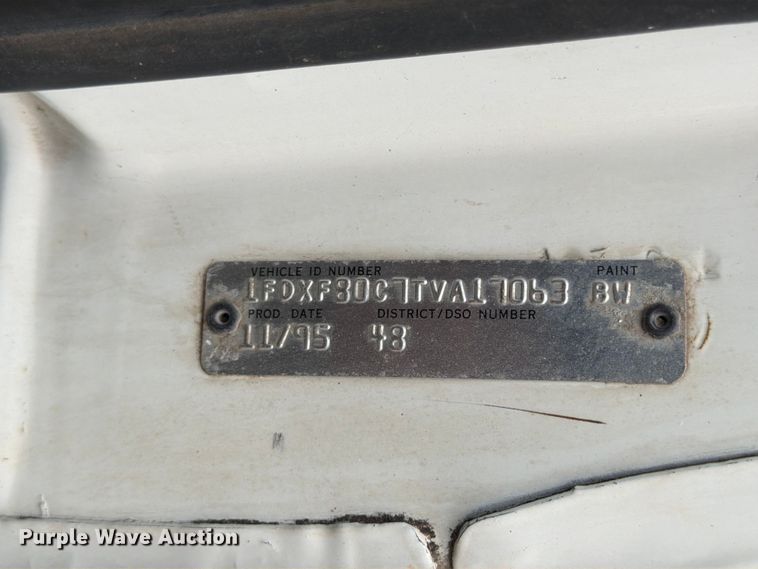 VEHICLE ID NUMBER PAINT
1FDXF80C7TVA17063 BW
PROD. DATE DISTRICT/DSO NUMBER
11/95 48
Purple Wave Auction